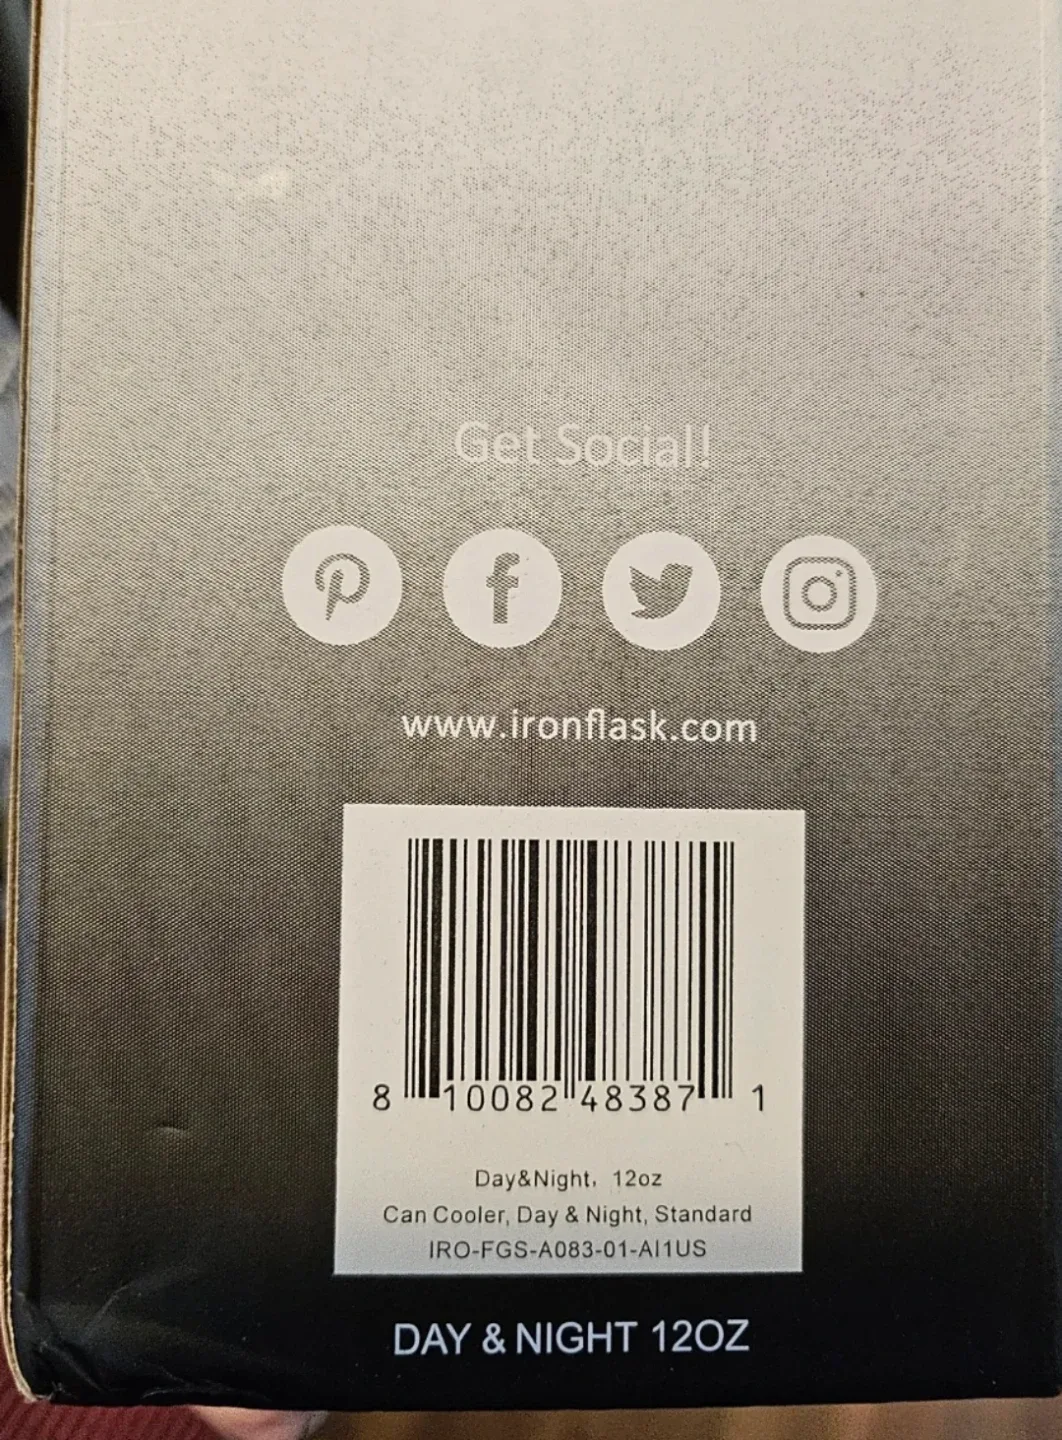 Get Social!
www.ironflask.com
8 10082 48387 1
Day&Night, 12oz
Can Cooler, Day & Night, Standard
IRO-FGS-A083-01-AI1US
DAY & NIGHT 12OZ